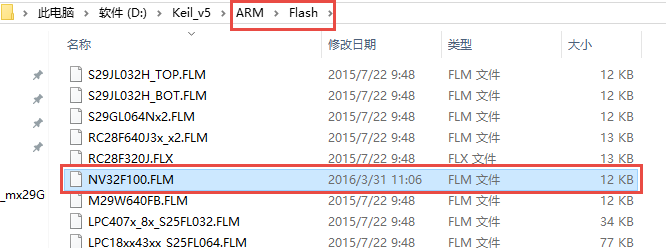 此电脑 > 软件 (D:) > Keil_v5 > ARM > Flash >
名称 修改日期 类型 大小
S29JL032H_TOP.FLM 2015/7/22 9:48 FLM 文件 12 KB
S29JL032H_BOT.FLM 2015/7/22 9:48 FLM 文件 12 KB
S29GL064Nx2.FLM 2015/7/22 9:48 FLM 文件 12 KB
RC28F640J3x_x2.FLM 2015/7/22 9:48 FLM 文件 12 KB
RC28F320J.FLX 2015/7/22 9:48 FLX 文件 12 KB
NV32F100.FLM 2016/3/31 11:06 FLM 文件 12 KB
_mx29G
M29W640FB.FLM 2015/7/22 9:48 FLM 文件 12 KB
LPC407x_8x_S25FL032.FLM 2015/7/22 9:48 FLM 文件 34 KB
LPC18xx43xx_S25FL064.FLM 2015/7/22 9:48 FLM 文件 77 KB